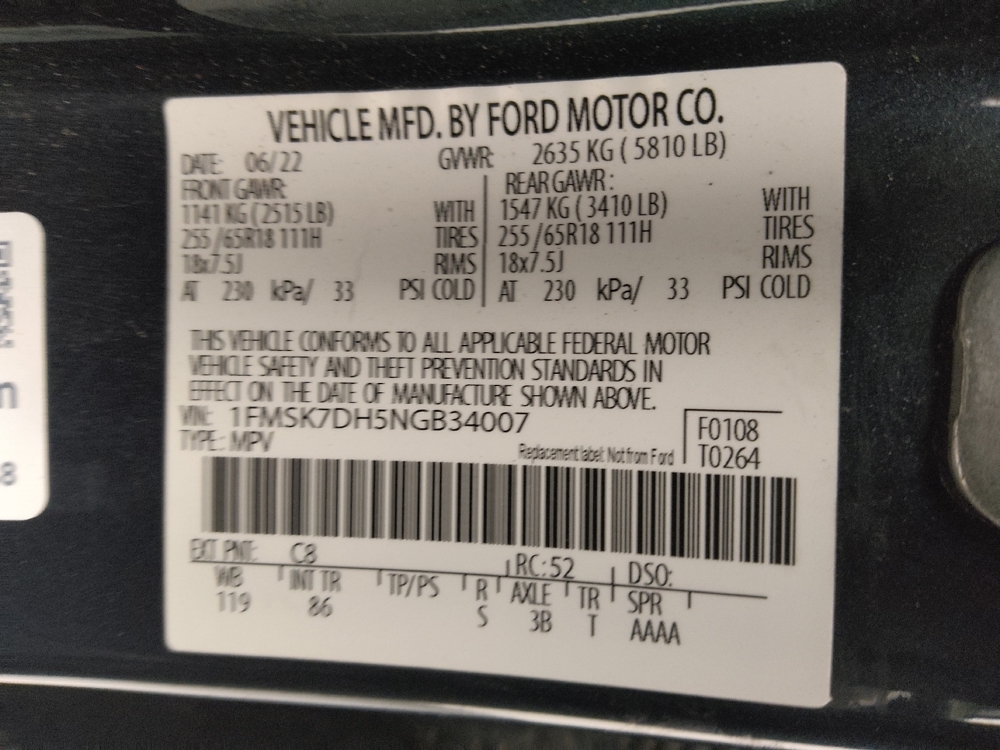 VEHICLE MFD. BY FORD MOTOR CO.
DATE: 06/22 GVWR: 2635 KG ( 5810 LB)
FRONT GAWR: REAR GAWR :
1141 KG ( 2515 LB) WITH 1547 KG ( 3410 LB) WITH
255 /65R18 111H TIRES 255 /65R18 111H TIRES
18x7.5J RIMS 18x7.5J RIMS
AT 230 kPa/ 33 PSI COLD AT 230 kPa/ 33 PSI COLD
THIS VEHICLE CONFORMS TO ALL APPLICABLE FEDERAL MOTOR
VEHICLE SAFETY AND THEFT PREVENTION STANDARDS IN
EFFECT ON THE DATE OF MANUFACTURE SHOWN ABOVE.
VIN: 1FMSK7DH5NGB34007 F0108
TYPE: MPV Replacement label: Not from Ford T0264
EXT PNT: C8 RC: 52 DSO:
WB INT TR TP/PS R AXLE TR SPR
119 86 S 3B T AAAA